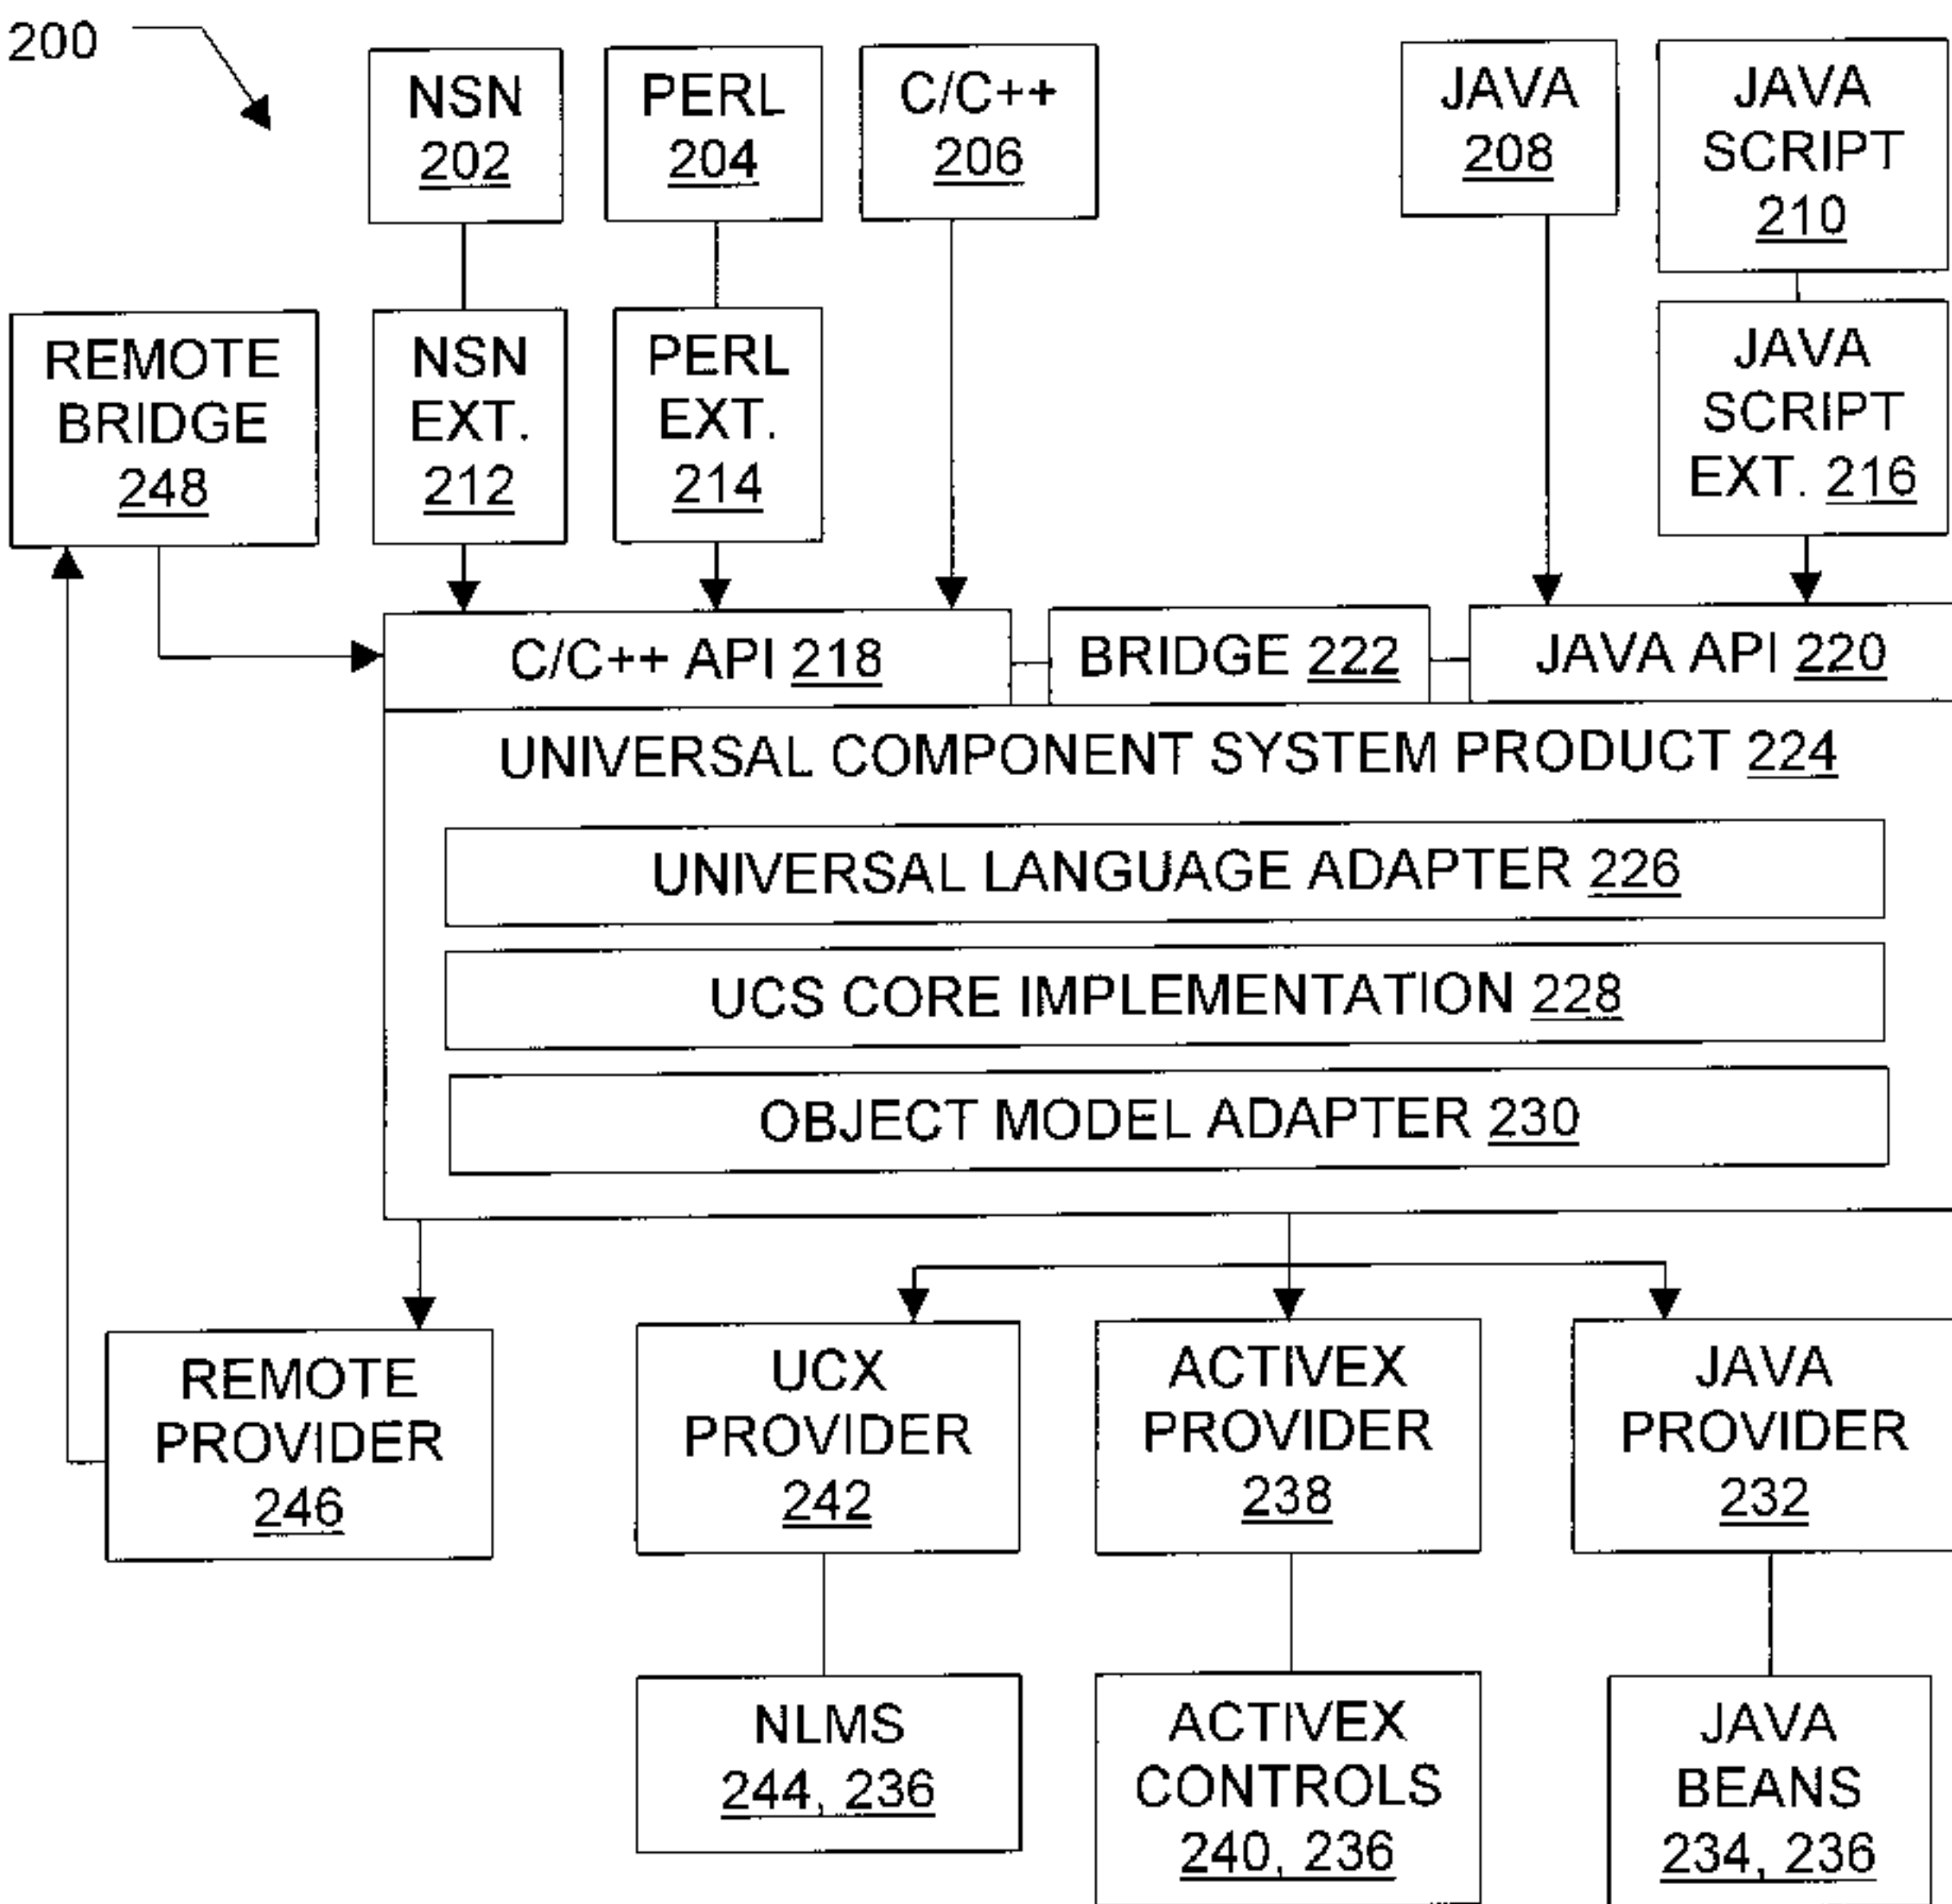 200
NSN
202
PERL
204
C/C++
206
JAVA
208
JAVA
SCRIPT
210
REMOTE
BRIDGE
248
NSN
EXT.
212
PERL
EXT.
214
JAVA
SCRIPT
EXT. 216
C/C++ API 218
BRIDGE 222
JAVA API 220
UNIVERSAL COMPONENT SYSTEM PRODUCT 224
UNIVERSAL LANGUAGE ADAPTER 226
UCS CORE IMPLEMENTATION 228
OBJECT MODEL ADAPTER 230
REMOTE
PROVIDER
246
UCX
PROVIDER
242
ACTIVEX
PROVIDER
238
JAVA
PROVIDER
232
NLMS
244, 236
ACTIVEX
CONTROLS
240, 236
JAVA
BEANS
234, 236